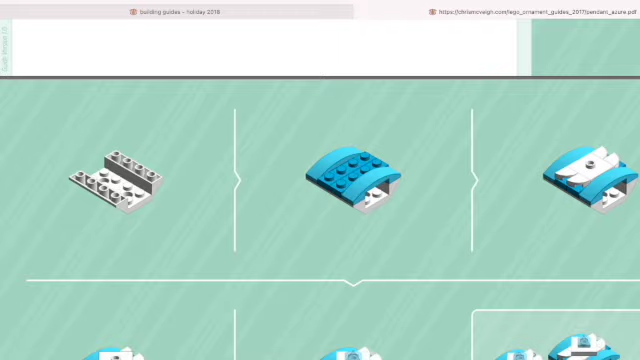 building guides – holiday 2018
https://chrismcveigh.com/lego_ornament_guides_2017/pendant_azure.pdf